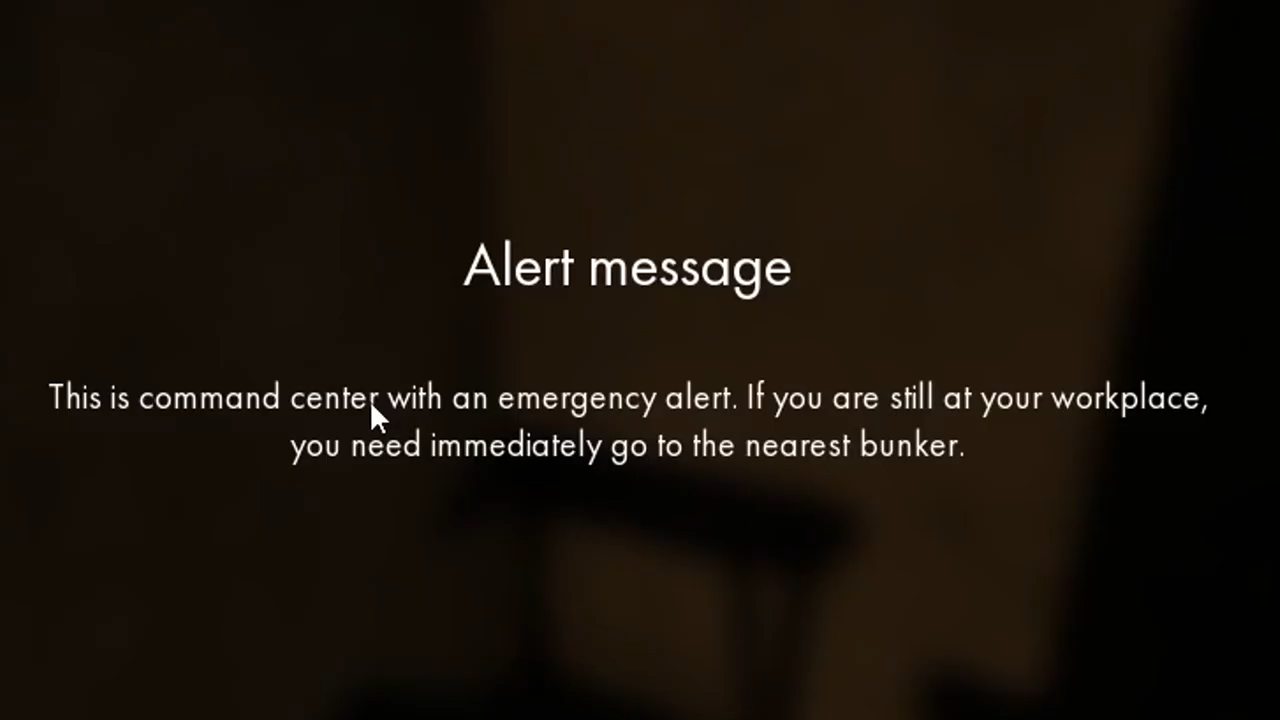 Alert message
This is command center with an emergency alert. If you are still at your workplace,
you need immediately go to the nearest bunker.